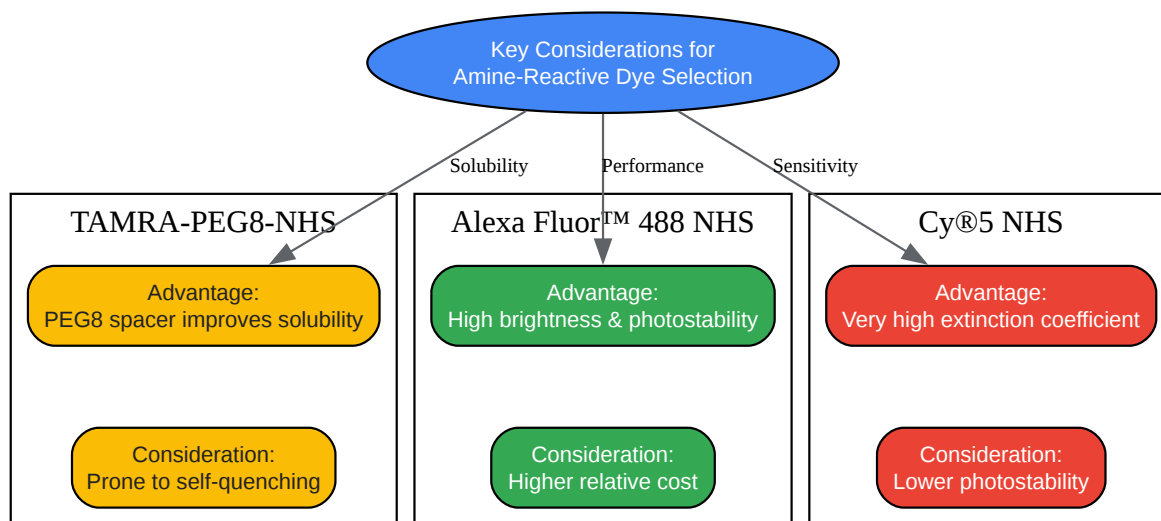 Key Considerations for
Amine-Reactive Dye Selection
Solubility
Performance
Sensitivity
TAMRA-PEG8-NHS
Advantage:
PEG8 spacer improves solubility
Consideration:
Prone to self-quenching
Alexa Fluor™ 488 NHS
Advantage:
High brightness & photostability
Consideration:
Higher relative cost
Cy®5 NHS
Advantage:
Very high extinction coefficient
Consideration:
Lower photostability